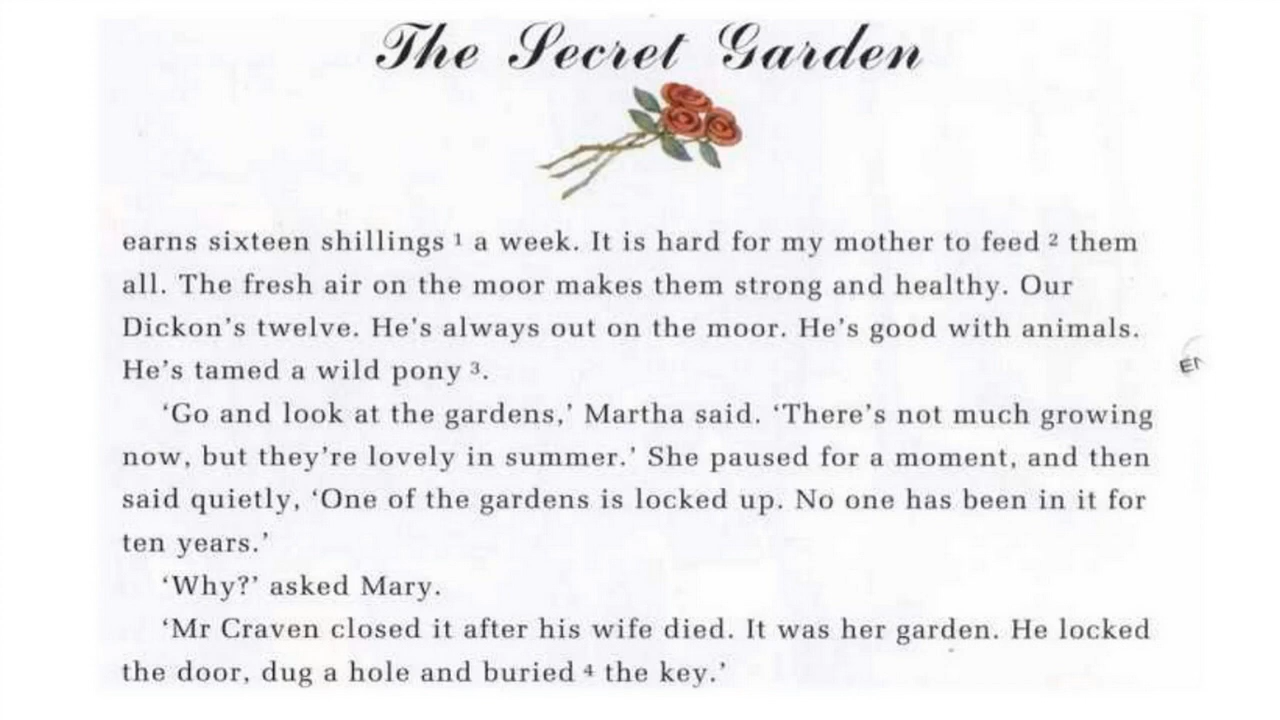 The Secret Garden
earns sixteen shillings 1 a week. It is hard for my mother to feed 2 them
all. The fresh air on the moor makes them strong and healthy. Our
Dickon’s twelve. He’s always out on the moor. He’s good with animals.
He’s tamed a wild pony 3.
‘Go and look at the gardens,’ Martha said. ‘There’s not much growing
now, but they’re lovely in summer.’ She paused for a moment, and then
said quietly, ‘One of the gardens is locked up. No one has been in it for
ten years.’
‘Why?’ asked Mary.
‘Mr Craven closed it after his wife died. It was her garden. He locked
the door, dug a hole and buried 4 the key.’